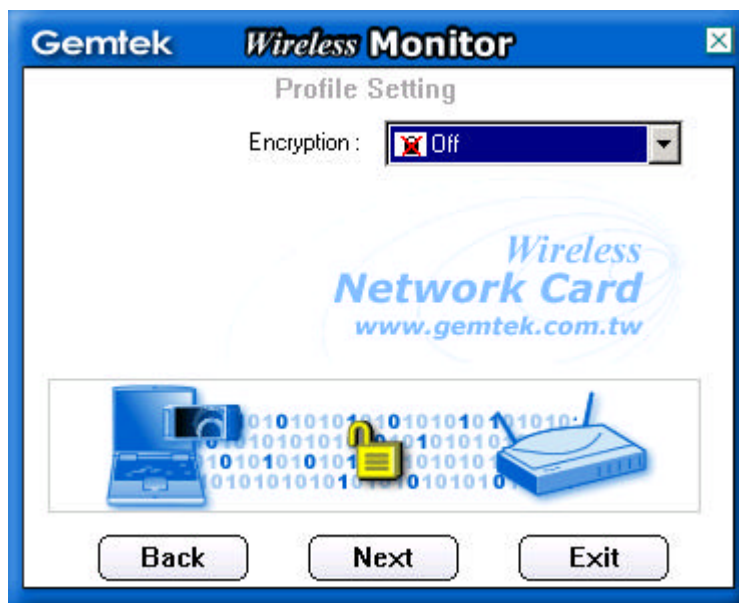 Gemtek Wireless Monitor
Profile Setting
Encryption : Off
Wireless
Network Card
www.gemtek.com.tw
Back Next Exit